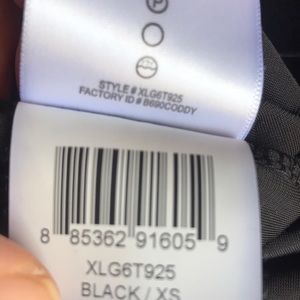 P
STYLE # XLG6T925
FACTORY ID # B690CODDY
8 85362 91605 9
XLG6T925
BLACK / XS